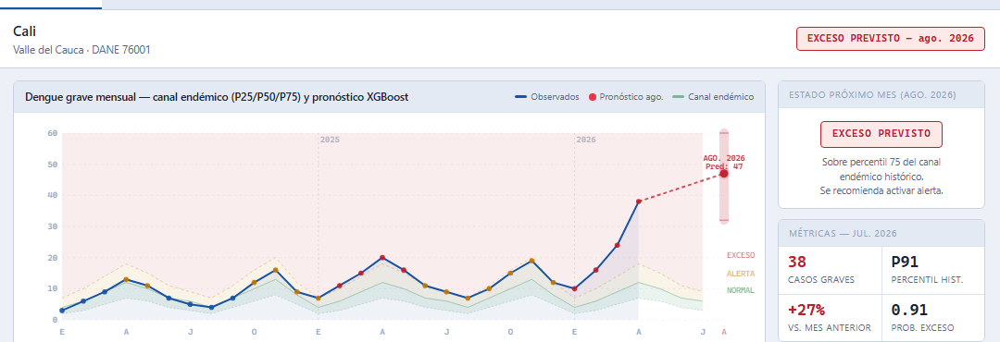 Cali
Valle del Cauca · DANE 76001
EXCESO PREVISTO — ago. 2026
Dengue grave mensual — canal endémico (P25/P50/P75) y pronóstico XGBoost
Observados
Pronóstico ago.
Canal endémico
60
50
40
30
20
10
0
2025
2026
AGO. 2026
Pred: 47
EXCESO
ALERTA
NORMAL
E A J O E A J O E A J A
ESTADO PRÓXIMO MES (AGO. 2026)
EXCESO PREVISTO
Sobre percentil 75 del canal
endémico histórico.
Se recomienda activar alerta.
MÉTRICAS — JUL. 2026
38
CASOS GRAVES
P91
PERCENTIL HIST.
+27%
VS. MES ANTERIOR
0.91
PROB. EXCESO